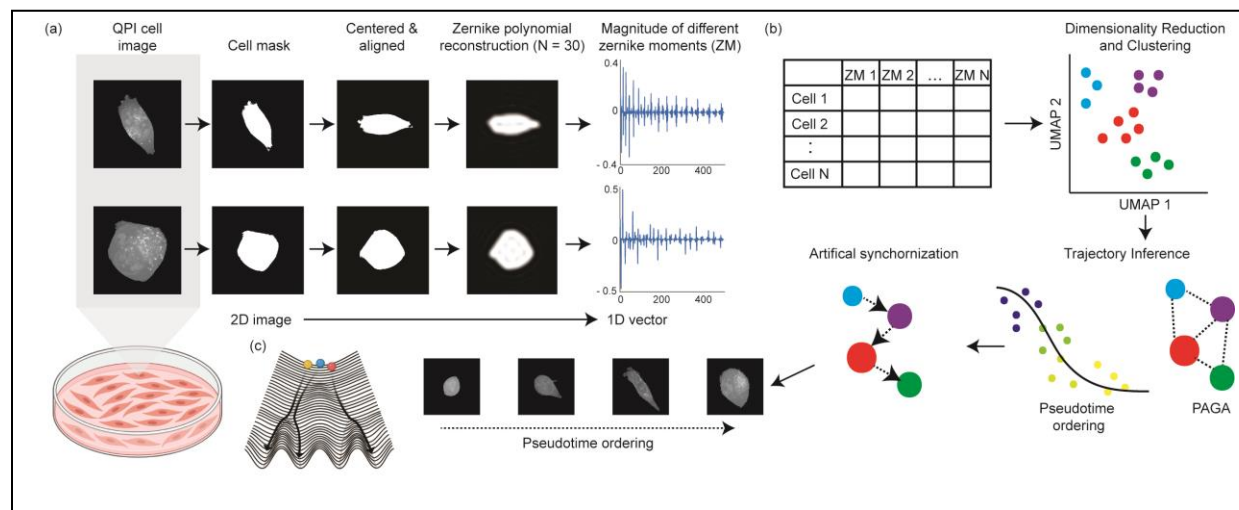 (a)
QPI cell
image
Cell mask
Centered &
aligned
Zernike polynomial
reconstruction (N = 30)
Magnitude of different
zernike moments (ZM)
0.4
0
- 0.4
0
200
400
0.5
0
- 0.5
0
200
400
2D image
1D vector
(b)
ZM 1 ZM 2 ... ZM N
Cell 1
Cell 2
:
Cell N
Dimensionality Reduction
and Clustering
UMAP 2
UMAP 1
Trajectory Inference
PAGA
Pseudotime
ordering
Artifical synchornization
(c)
Pseudotime ordering